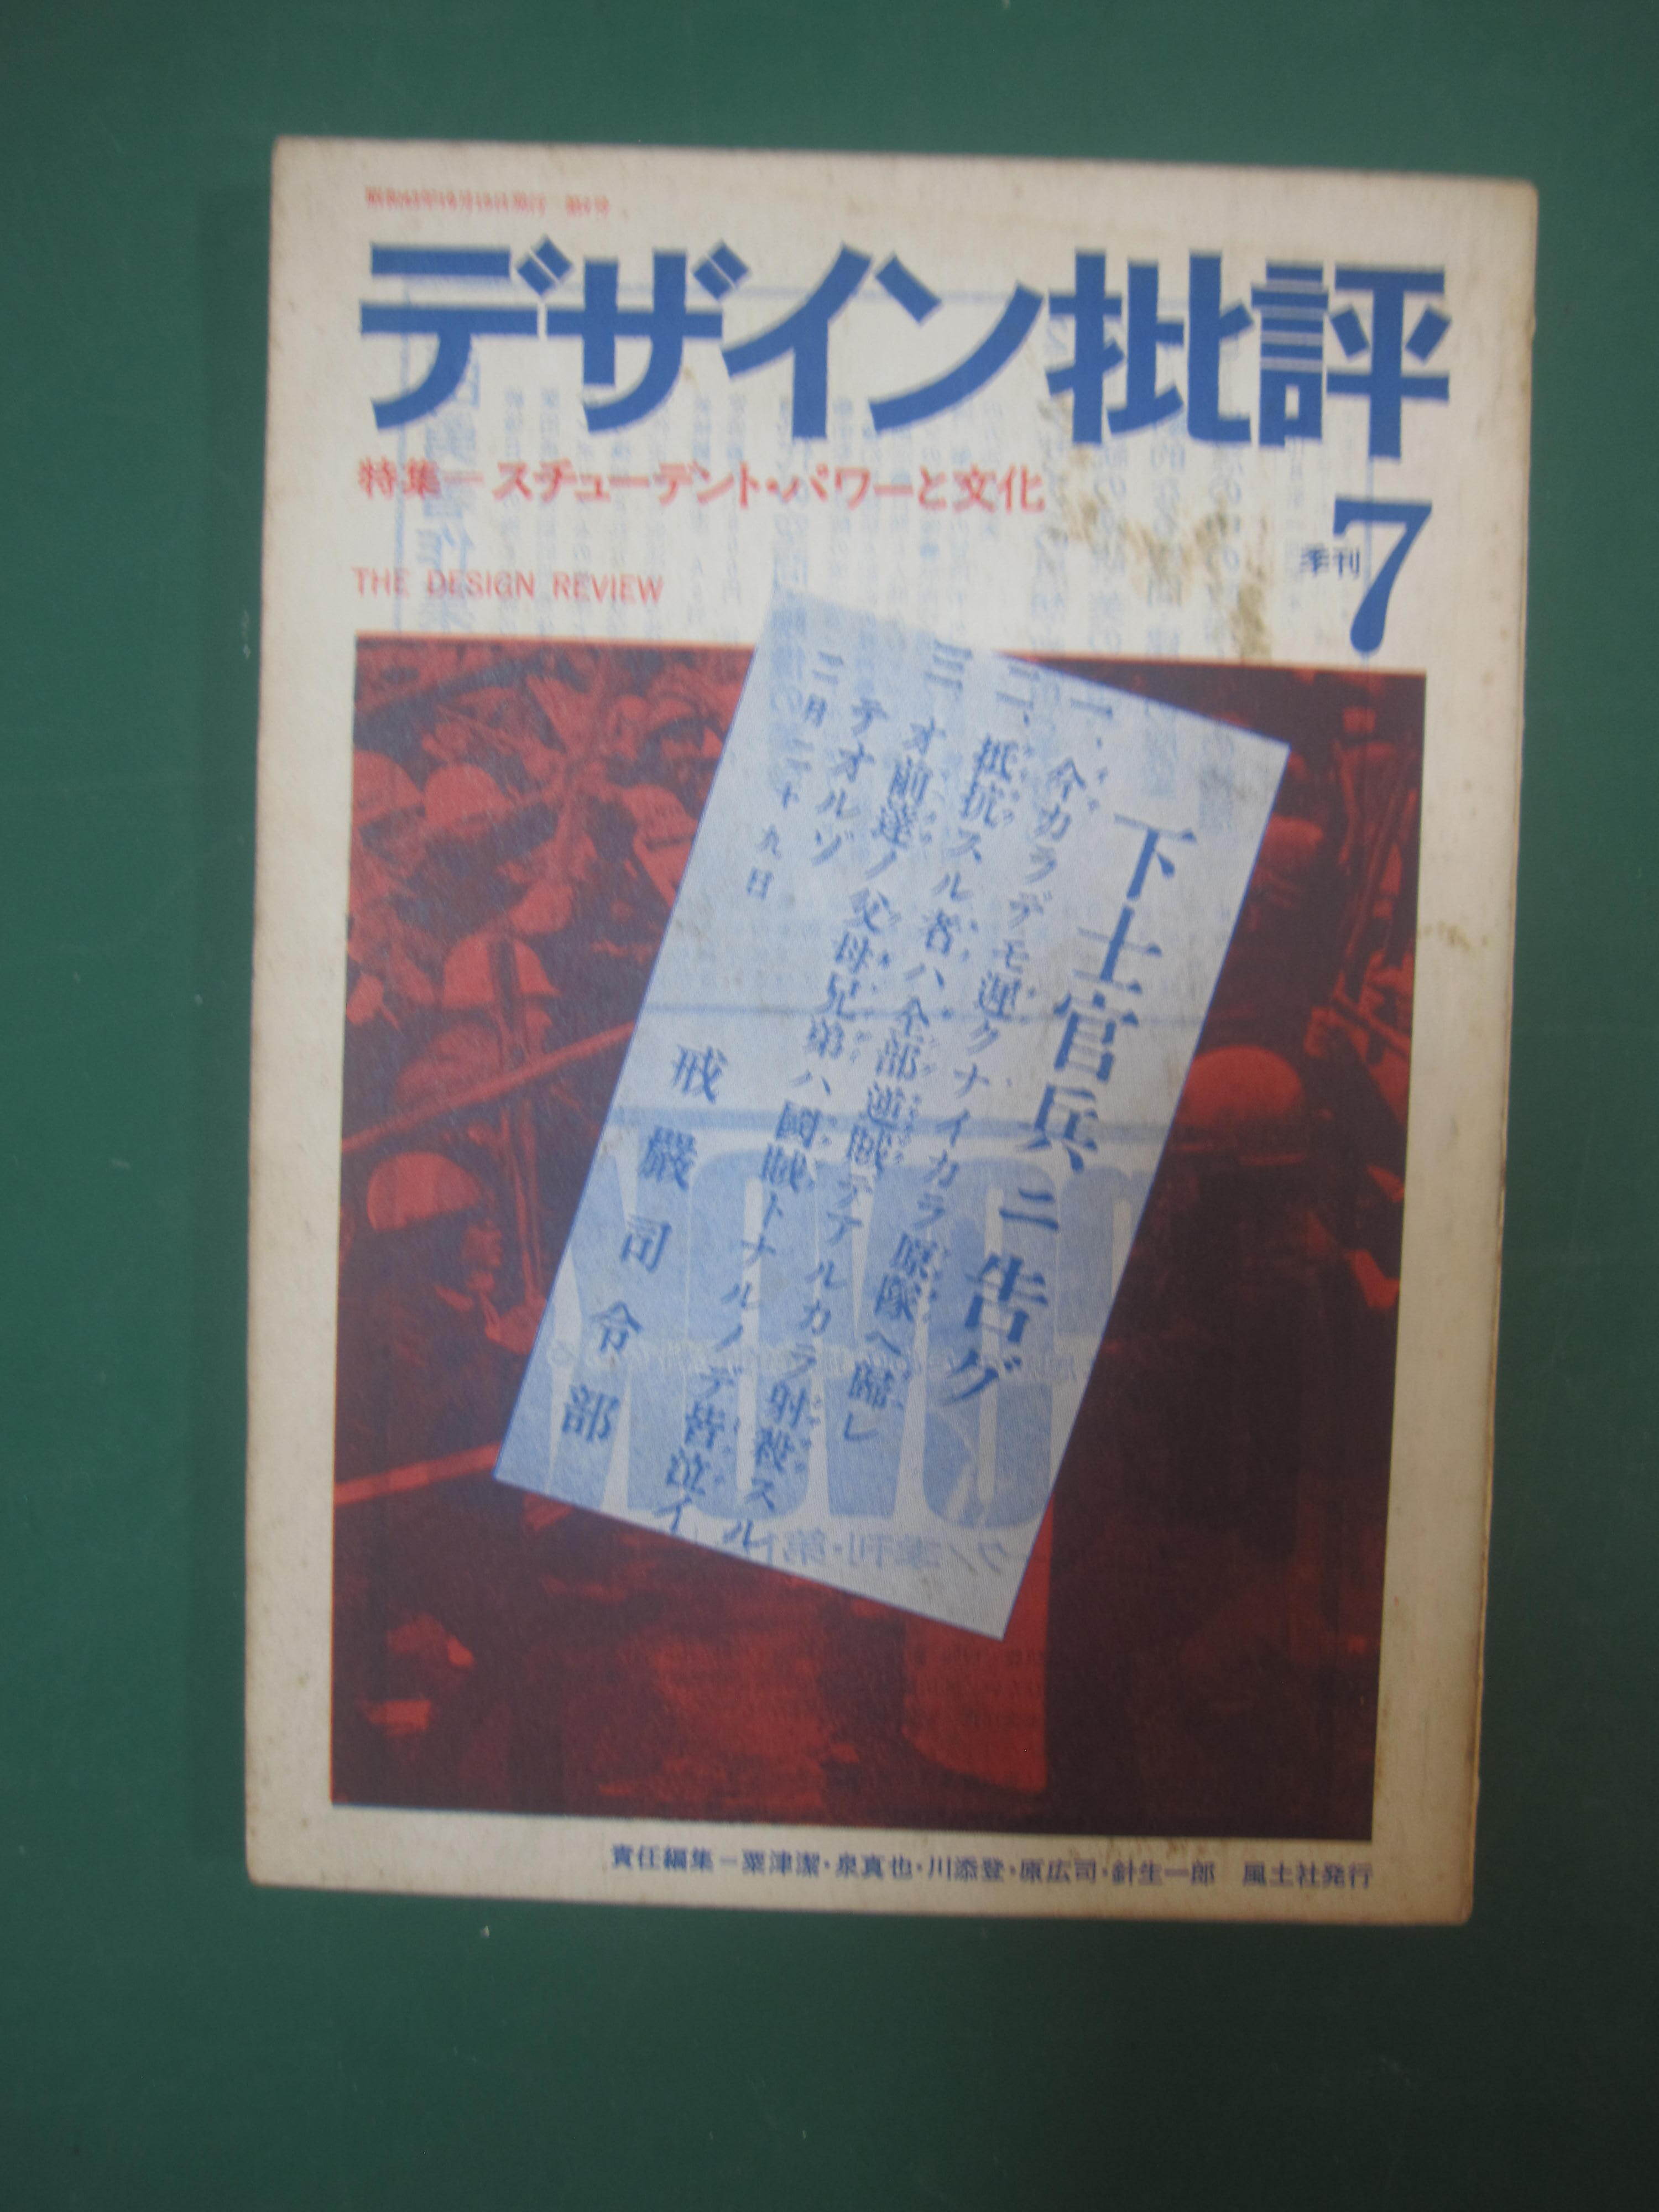 デザイン批評
特集―スチューデント・パワーと文化
季刊 7
THE DESIGN REVIEW
下士官兵ニ告グ
一、今カラデモ遲クナイカラ原隊ヘ歸レ
二、抵抗スル者ハ全部逆賊デアルカラ射殺スル
三、オ前達ノ父母兄弟ハ國賊トナルノデ皆泣イ
テオルゾ
二月二十九日
戒嚴司令部
責任編集―粟津潔・泉真也・川添登・原広司・針生一郎　風土社発行